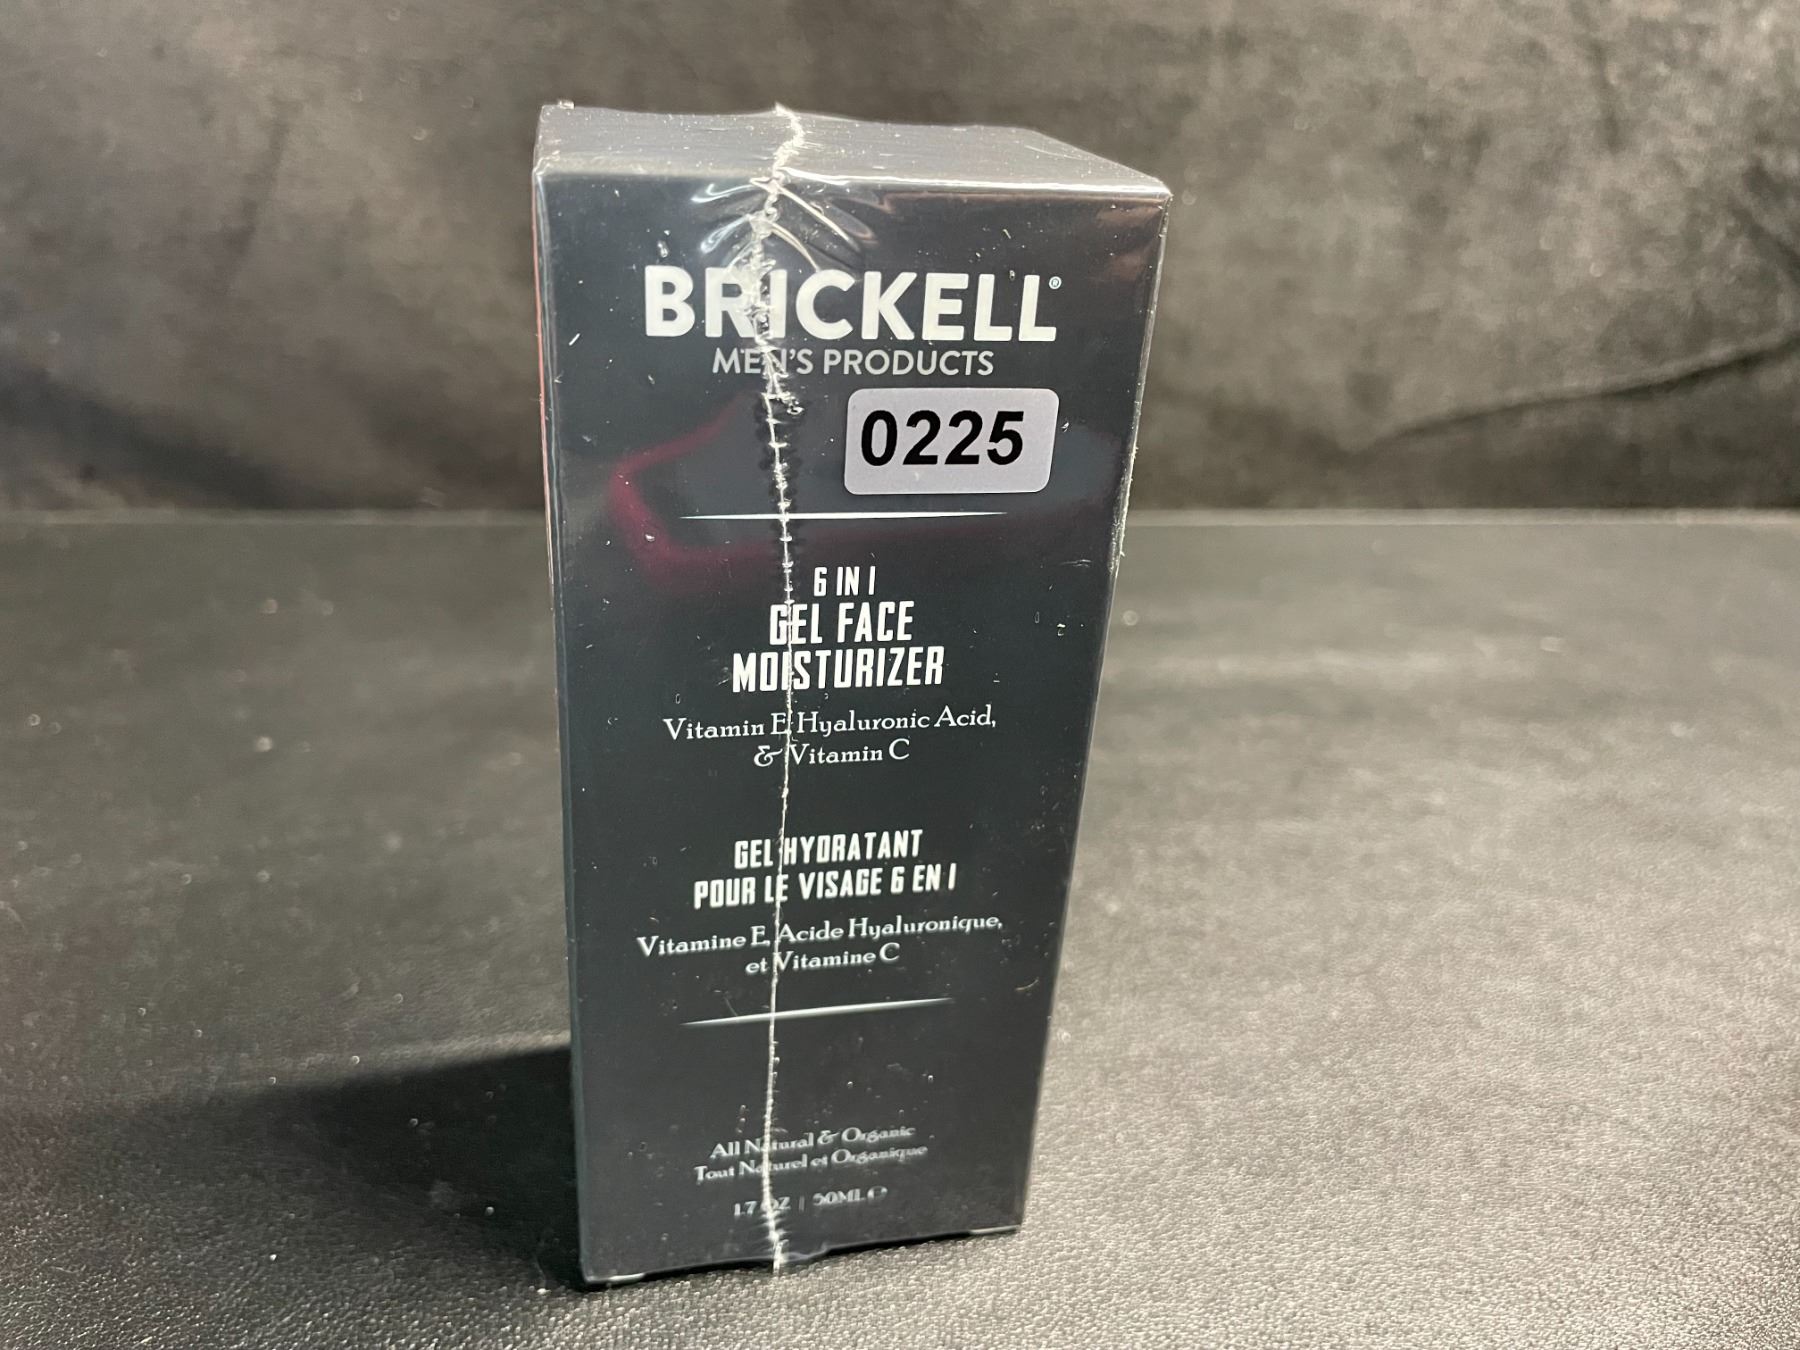 BRICKELL®
MEN'S PRODUCTS
0225
6 IN 1
GEL FACE
MOISTURIZER
Vitamin E, Hyaluronic Acid,
& Vitamin C
GEL HYDRATANT
POUR LE VISAGE 6 EN 1
Vitamine E, Acide Hyaluronique,
et Vitamine C
All Natural & Organic
Tout Naturel et Organique
1.7 OZ | 50ML ℮